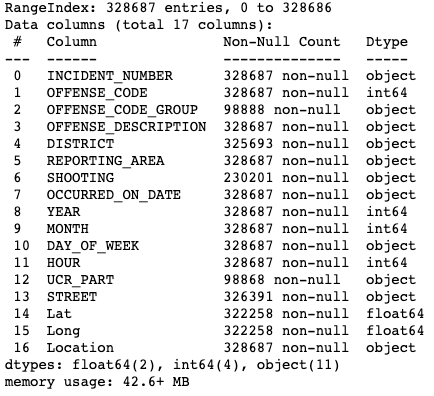 RangeIndex: 328687 entries, 0 to 328686
Data columns (total 17 columns):
 #   Column               Non-Null Count   Dtype
---  ------               --------------   -----
 0   INCIDENT_NUMBER      328687 non-null  object
 1   OFFENSE_CODE         328687 non-null  int64
 2   OFFENSE_CODE_GROUP   98888 non-null   object
 3   OFFENSE_DESCRIPTION  328687 non-null  object
 4   DISTRICT             325693 non-null  object
 5   REPORTING_AREA       328687 non-null  object
 6   SHOOTING             230201 non-null  object
 7   OCCURRED_ON_DATE     328687 non-null  object
 8   YEAR                 328687 non-null  int64
 9   MONTH                328687 non-null  int64
 10  DAY_OF_WEEK          328687 non-null  object
 11  HOUR                 328687 non-null  int64
 12  UCR_PART             98868 non-null   object
 13  STREET               326391 non-null  object
 14  Lat                  322258 non-null  float64
 15  Long                 322258 non-null  float64
 16  Location             328687 non-null  object
dtypes: float64(2), int64(4), object(11)
memory usage: 42.6+ MB